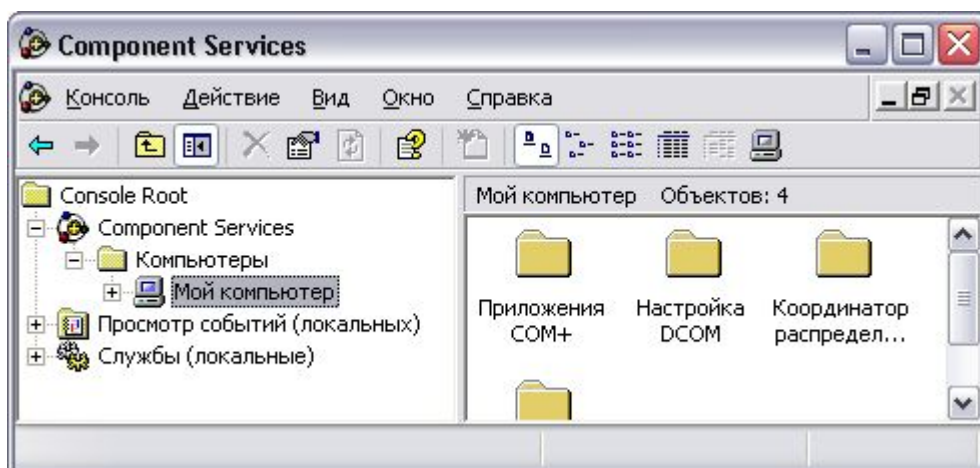 Component Services
Консоль Действие Вид Окно Справка
Console Root
Component Services
Компьютеры
Мой компьютер
Просмотр событий (локальных)
Службы (локальные)
Мой компьютер Объектов: 4
Приложения COM+
Настройка DCOM
Координатор распредел...